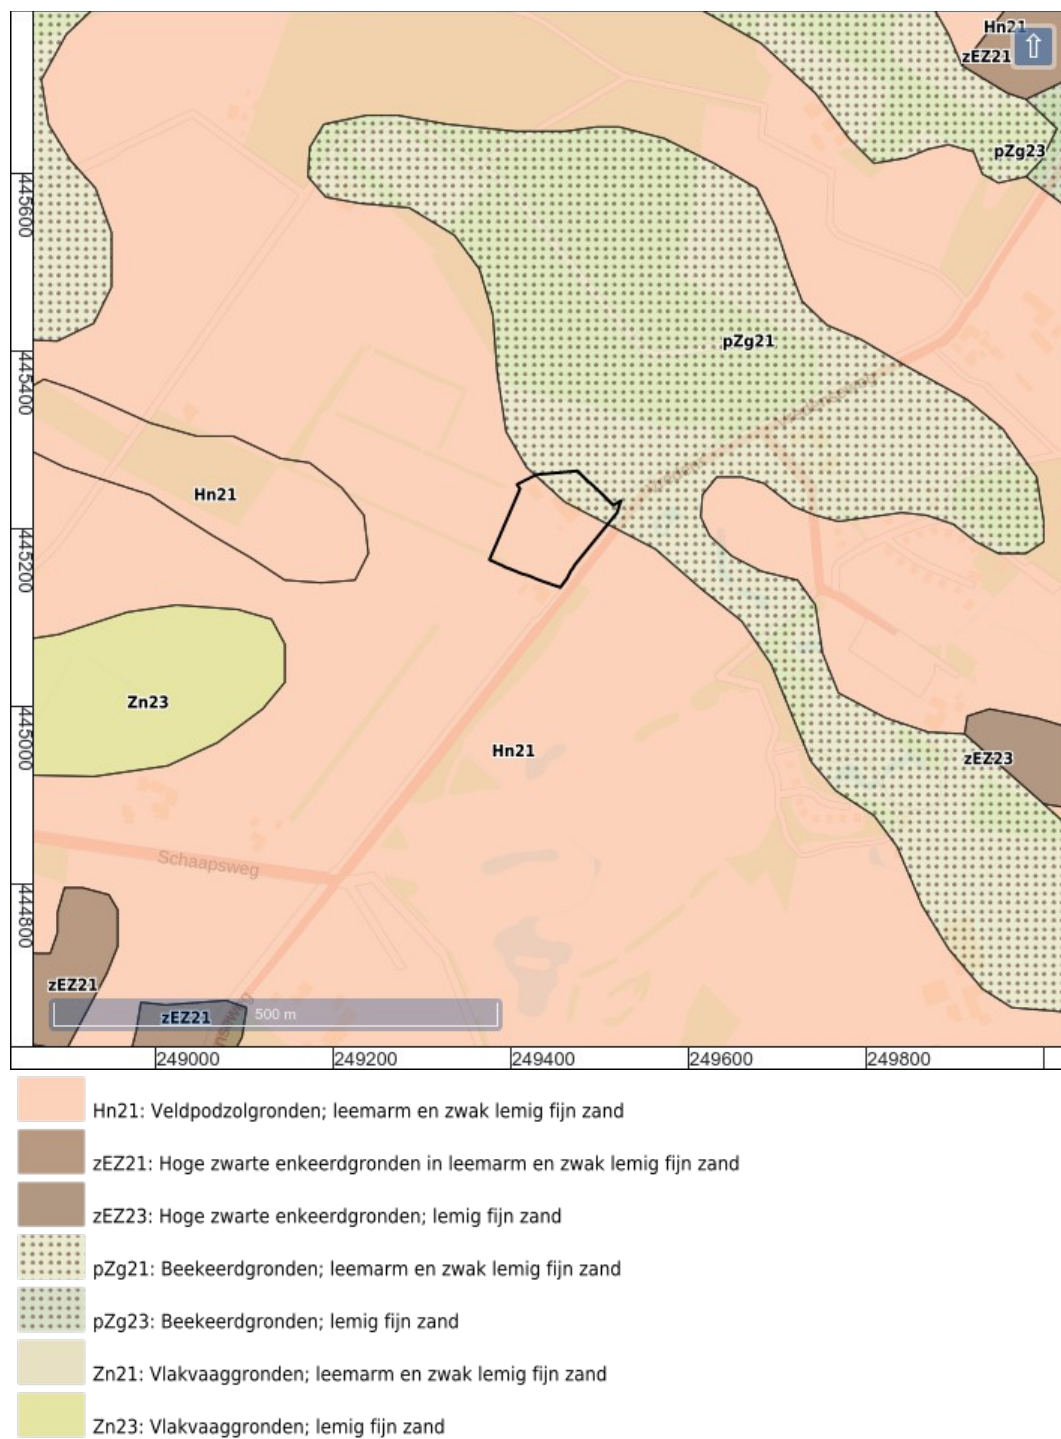 Hn21
zEZ21
pZg23
445600
pZg21
445400
Hn21
445200
Zn23
445000
Hn21
zEZ23
Schaapsweg
444800
zEZ21
zEZ21
500 m
249000
249200
249400
249600
249800
Hn21: Veldpodzolgronden; leemarm en zwak lemig fijn zand
zEZ21: Hoge zwarte enkeerdgronden in leemarm en zwak lemig fijn zand
zEZ23: Hoge zwarte enkeerdgronden; lemig fijn zand
pZg21: Beekeerdgronden; leemarm en zwak lemig fijn zand
pZg23: Beekeerdgronden; lemig fijn zand
Zn21: Vlakvaaggronden; leemarm en zwak lemig fijn zand
Zn23: Vlakvaaggronden; lemig fijn zand